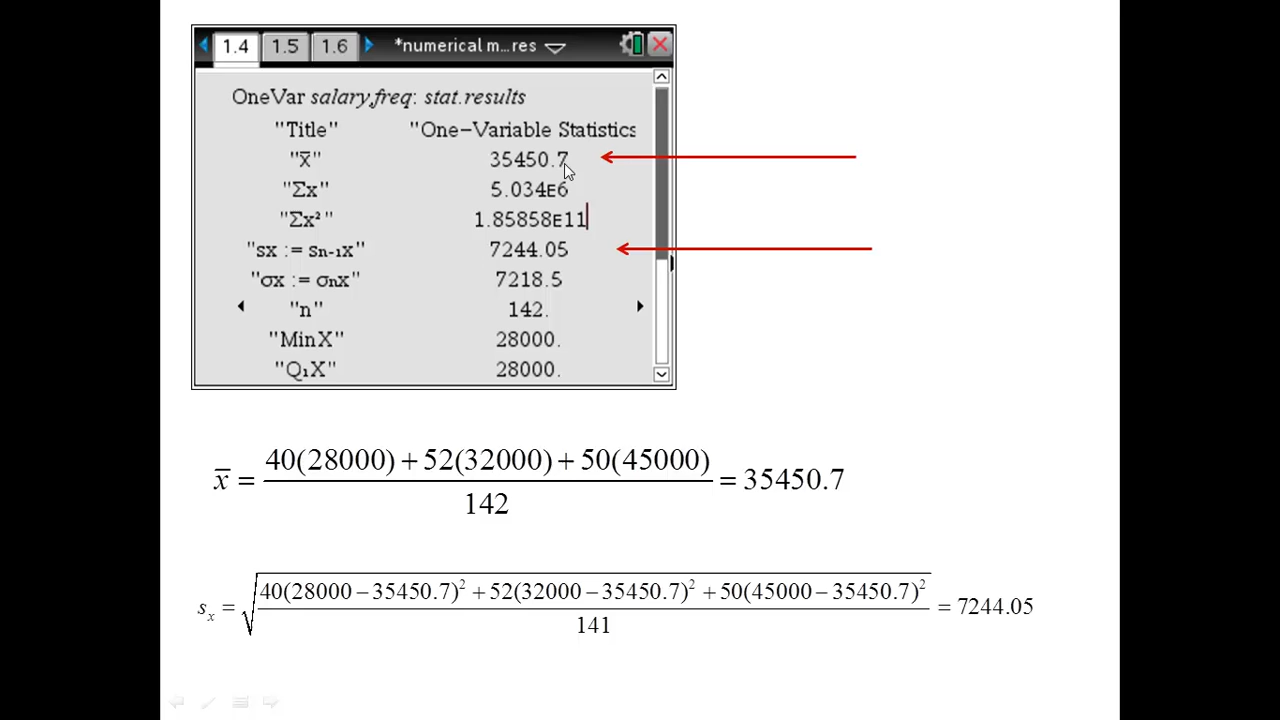 1.4 1.5 1.6 *numerical m...res
OneVar salary,freq: stat.results
"Title" "One-Variable Statistics
"x̅" 35450.7
"Σx" 5.034E6
"Σx²" 1.85858E11
"sx := sn-1x" 7244.05
"σx := σnx" 7218.5
"n" 142.
"MinX" 28000.
"Q1X" 28000.
x̅ = (40(28000) + 52(32000) + 50(45000)) / 142 = 35450.7
sx = √((40(28000 − 35450.7)² + 52(32000 − 35450.7)² + 50(45000 − 35450.7)²) / 141) = 7244.05